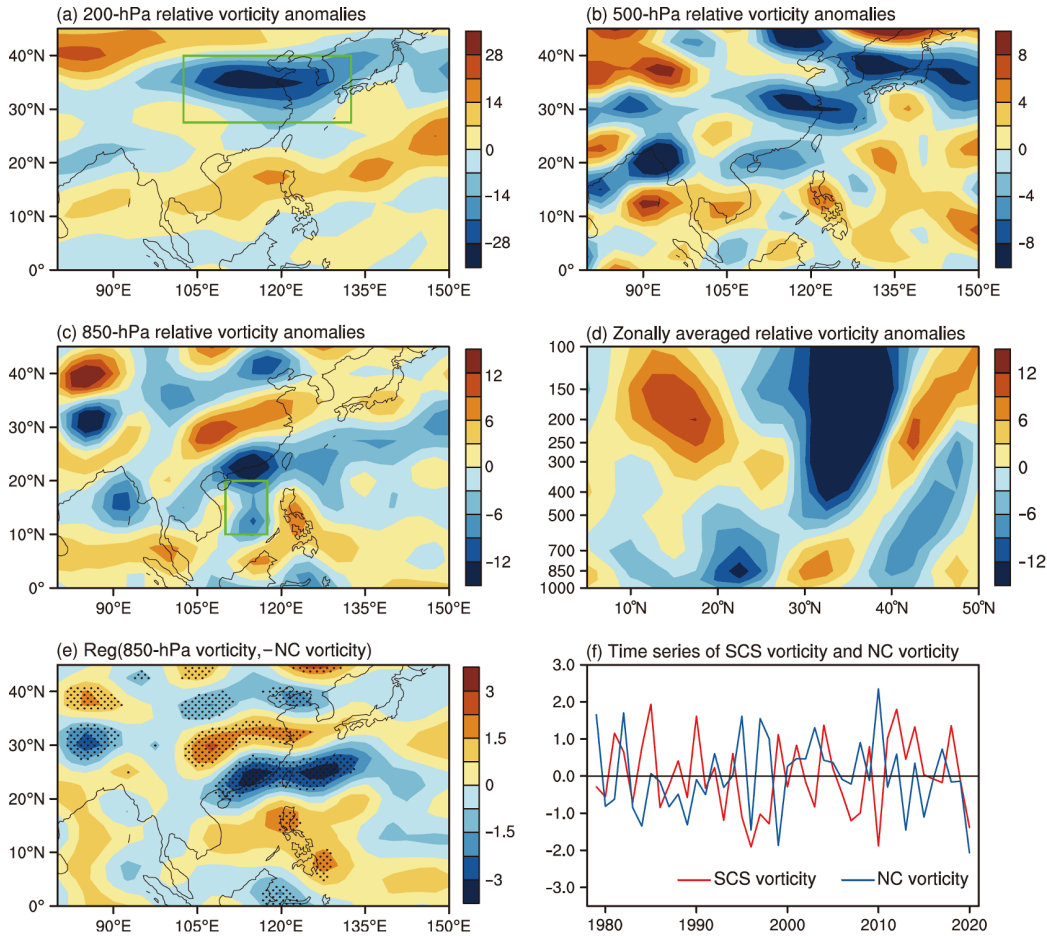 (a) 200-hPa relative vorticity anomalies
40°N
30°N
20°N
10°N
0°
90°E 105°E 120°E 135°E 150°E
28
14
0
−14
−28
(b) 500-hPa relative vorticity anomalies
40°N
30°N
20°N
10°N
0°
90°E 105°E 120°E 135°E 150°E
8
4
0
−4
−8
(c) 850-hPa relative vorticity anomalies
40°N
30°N
20°N
10°N
0°
90°E 105°E 120°E 135°E 150°E
12
6
0
−6
−12
(d) Zonally averaged relative vorticity anomalies
100
150
200
250
300
400
500
700
850
1000
10°N 20°N 30°N 40°N 50°N
12
6
0
−6
−12
(e) Reg(850-hPa vorticity,−NC vorticity)
40°N
30°N
20°N
10°N
0°
90°E 105°E 120°E 135°E 150°E
3
1.5
0
−1.5
−3
(f) Time series of SCS vorticity and NC vorticity
3.0
2.0
1.0
0.0
-1.0
-2.0
-3.0
SCS vorticity NC vorticity
1980 1990 2000 2010 2020